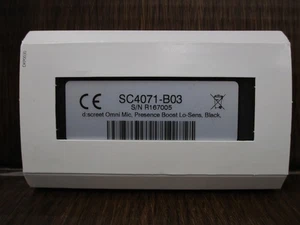 CE SC4071-B03
S/N R167005
d:screet Omni Mic, Presence Boost,Lo-Sens, Black,